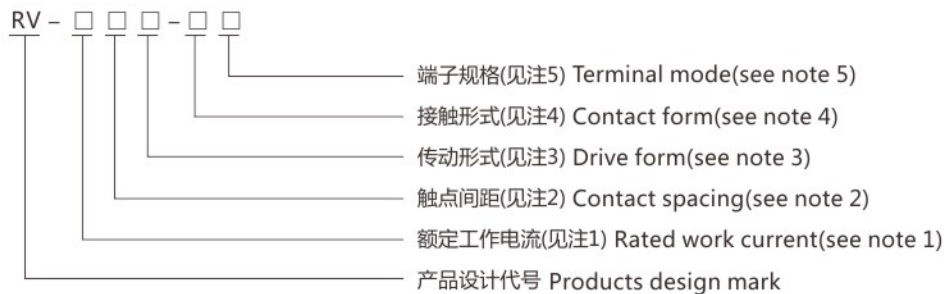 RV – □ □ □ – □ □
端子规格(见注5) Terminal mode(see note 5)
接触形式(见注4) Contact form(see note 4)
传动形式(见注3) Drive form(see note 3)
触点间距(见注2) Contact spacing(see note 2)
额定工作电流(见注1) Rated work current(see note 1)
产品设计代号 Products design mark